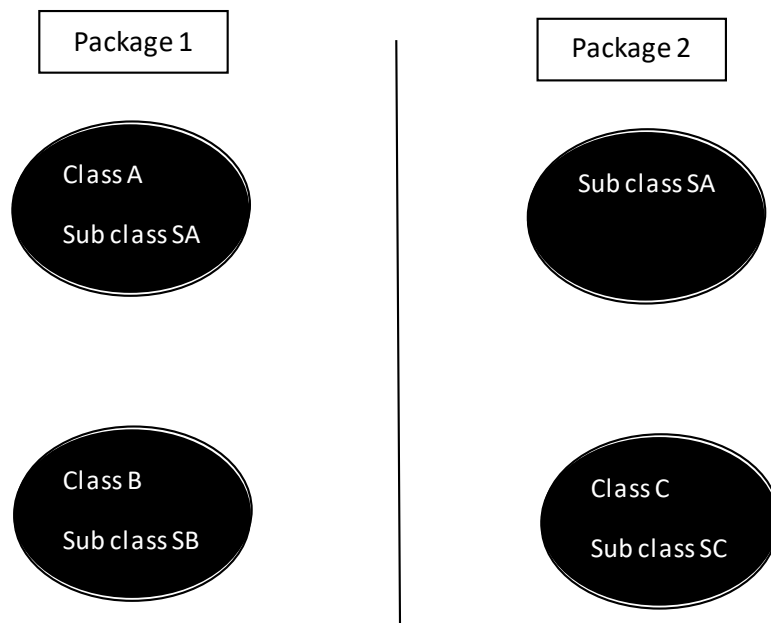 Package 1
Class A
Sub class SA
Class B
Sub class SB
Package 2
Sub class SA
Class C
Sub class SC